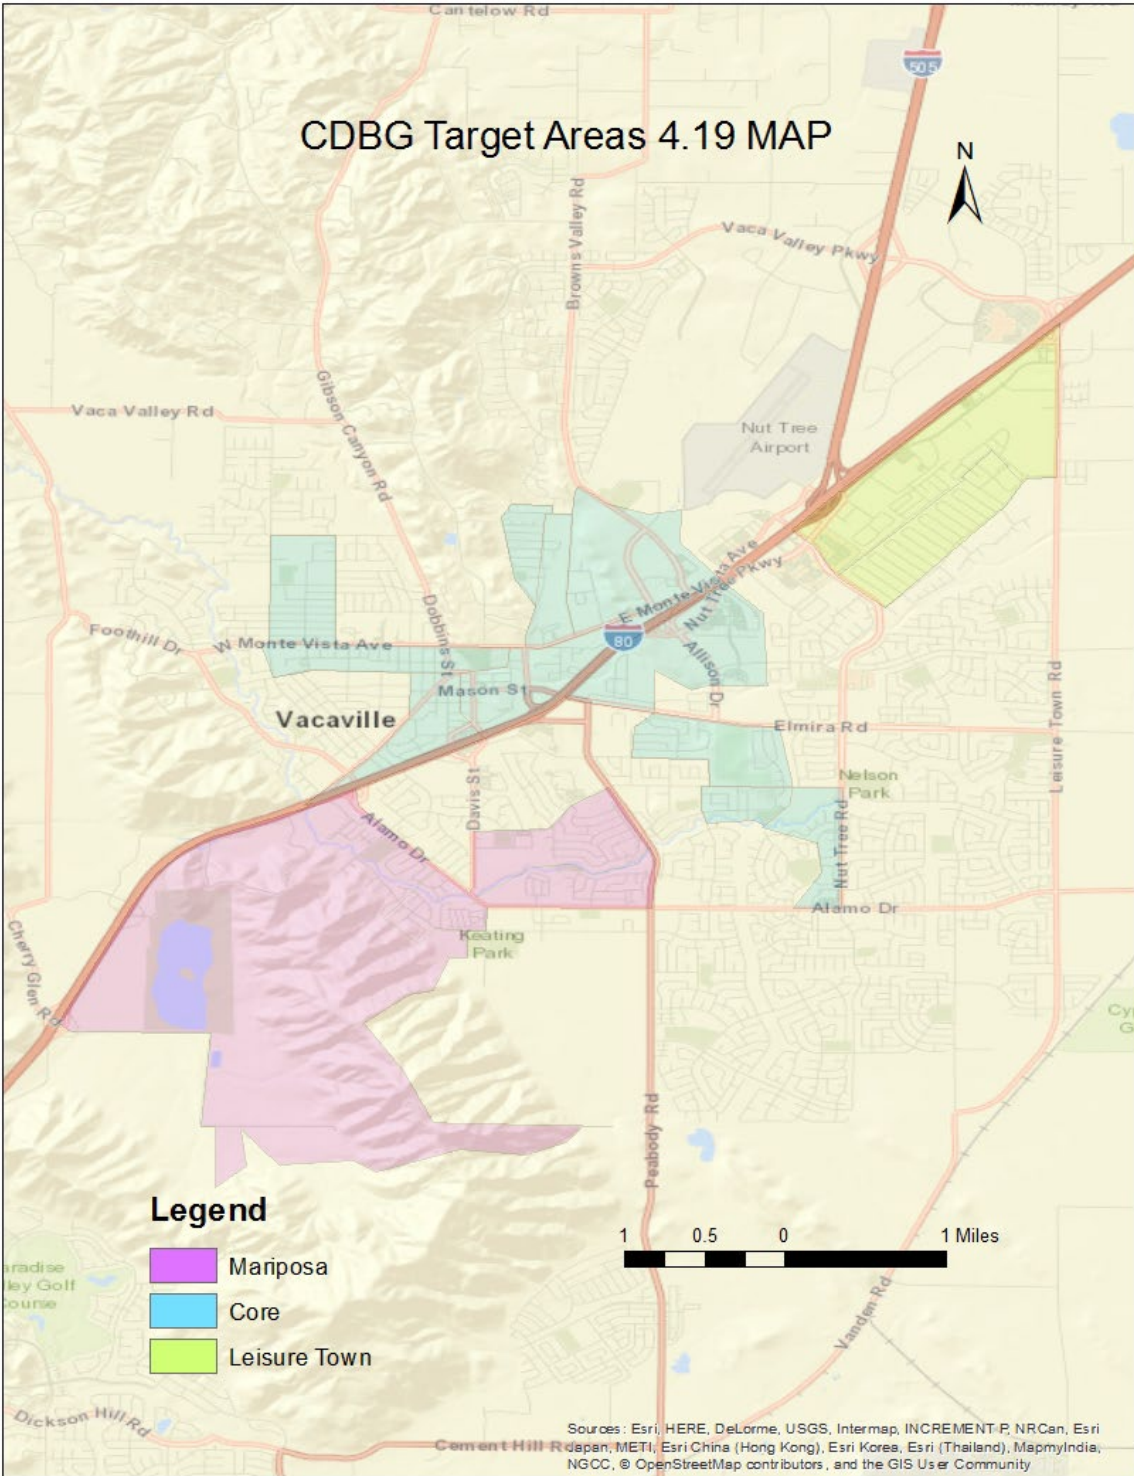 Cantelow Rd
505
CDBG Target Areas 4.19 MAP
N
Browns Valley Rd
Vaca Valley Pkwy
Gibson Canyon Rd
Vaca Valley Rd
Nut Tree
Airport
E Monte Vista Ave
Nut Tree Pkwy
Dobbins St
Foothill Dr
W Monte Vista Ave
80
Allison Dr
Mason St
Vacaville
Elmira Rd
Leisure Town Rd
Davis St
Nelson
Park
Alamo Dr
Nut Tree Rd
Alamo Dr
Keating
Park
Cherry Glen Rd
Peabody Rd
Legend
1 0.5 0 1 Miles
Mariposa
Core
Leisure Town
Vanden Rd
Dickson Hill Rd
Cement Hill Rd
Sources: Esri, HERE, DeLorme, USGS, Intermap, INCREMENT P, NRCan, Esri
Japan, METI, Esri China (Hong Kong), Esri Korea, Esri (Thailand), MapmyIndia,
NGCC, © OpenStreetMap contributors, and the GIS User Community